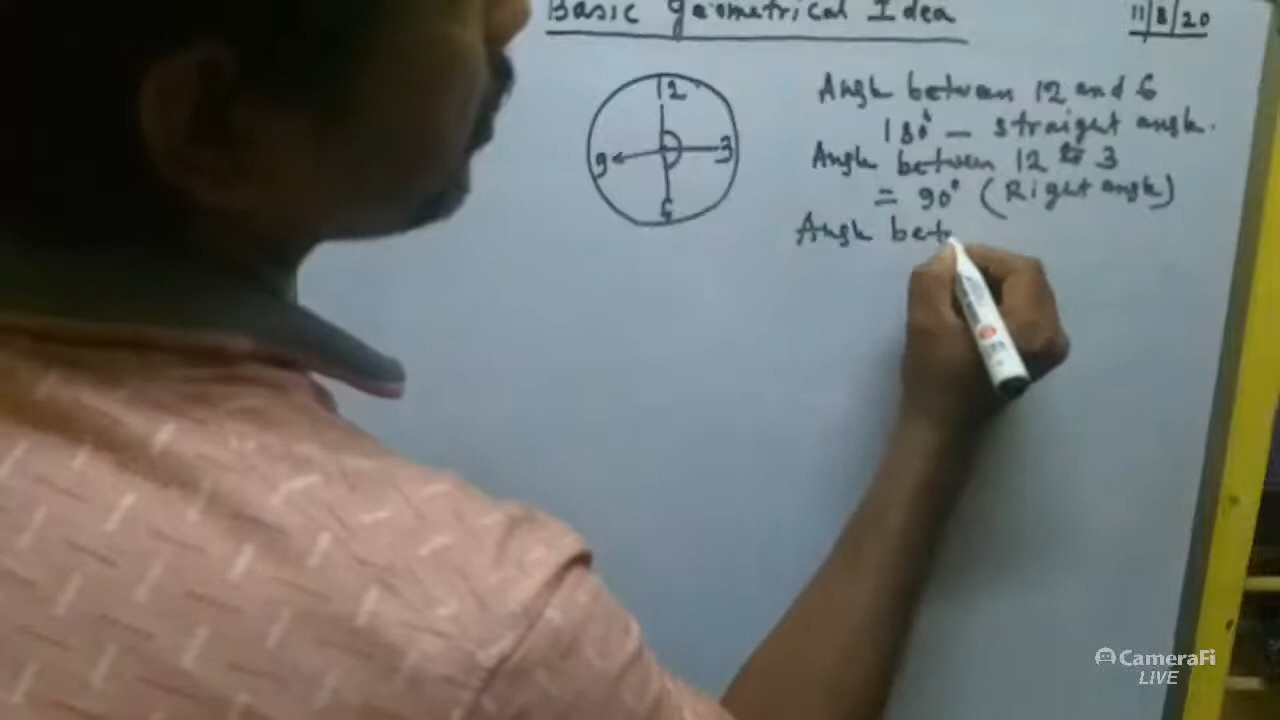 Basic Geometrical Idea
11/8/20
12
3
6
9
Angle between 12 and 6
180° - straight angle.
Angle between 12 & 3
= 90° (Right angle)
Angle bet
CameraFi
LIVE